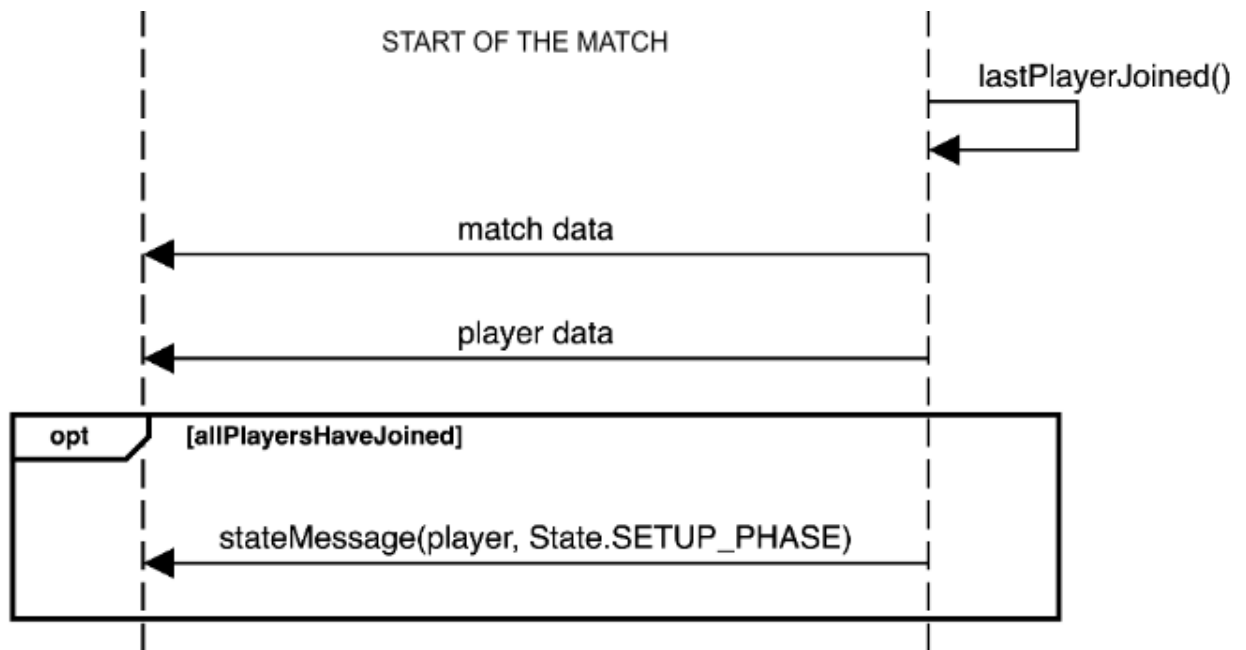 START OF THE MATCH
lastPlayerJoined()
match data
player data
opt
[allPlayersHaveJoined]
stateMessage(player, State.SETUP_PHASE)